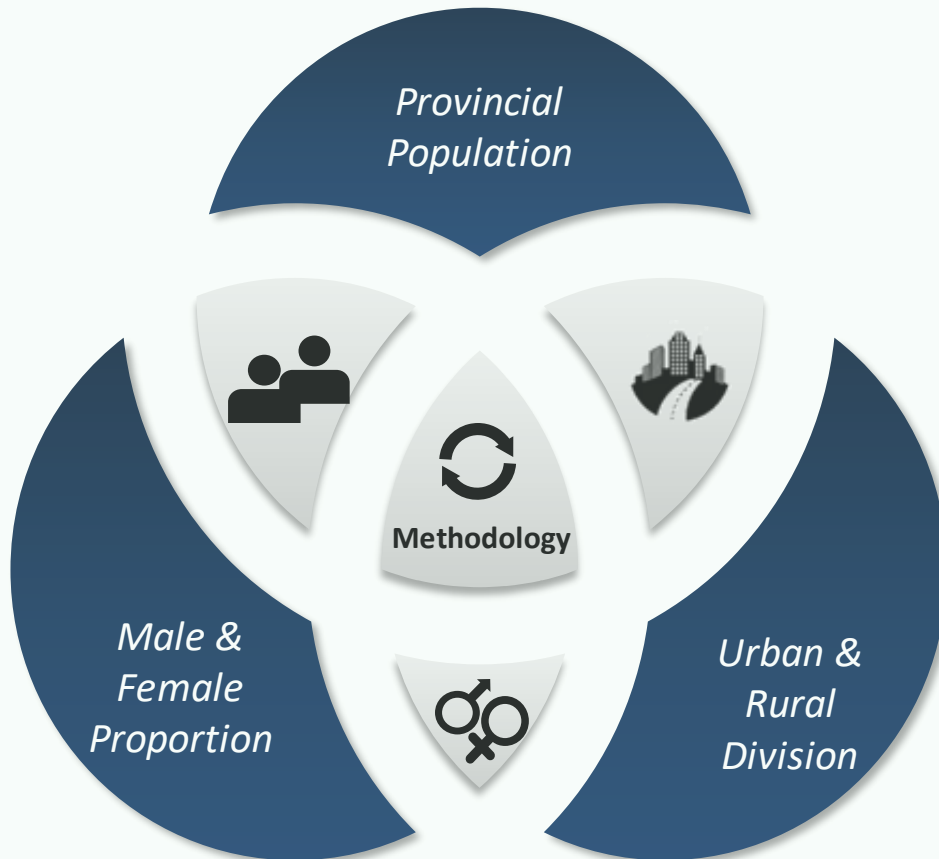 Provincial
Population
Methodology
Male &
Female
Proportion
Urban &
Rural
Division